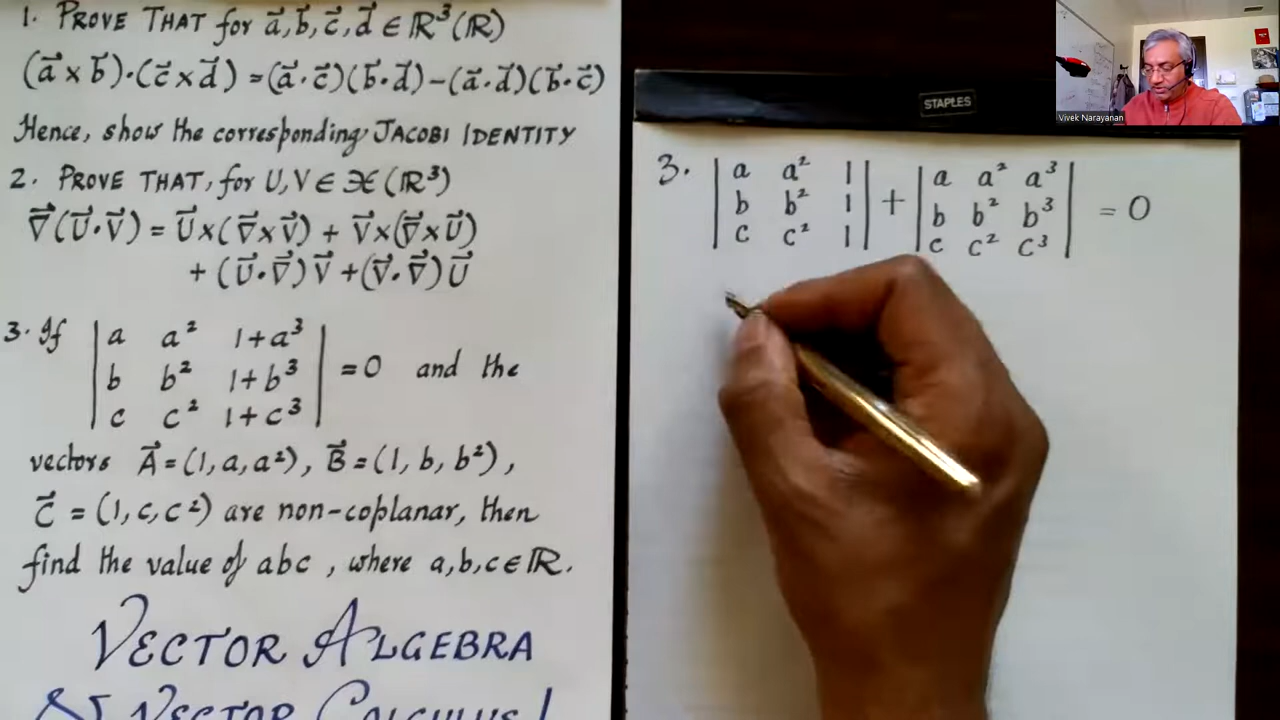 1. PROVE THAT for a⃗, b⃗, c⃗, d⃗ ∈ ℝ³(ℝ)
(a⃗ × b⃗)·(c⃗ × d⃗) = (a⃗·c⃗)(b⃗·d⃗) − (a⃗·d⃗)(b⃗·c⃗)
Hence, show the corresponding JACOBI IDENTITY
2. PROVE THAT, for U, V ∈ 𝔛(ℝ³)
∇⃗(U⃗·V⃗) = U⃗×(∇⃗×V⃗) + V⃗×(∇⃗×U⃗)
+ (U⃗·∇⃗)V⃗ + (V⃗·∇⃗)U⃗
3. If | a a² 1+a³ |
| b b² 1+b³ | = 0 and the
| c c² 1+c³ |
vectors A⃗ = (1, a, a²), B⃗ = (1, b, b²),
C⃗ = (1, c, c²) are non-coplanar, then
find the value of abc, where a, b, c ∈ ℝ.
VECTOR ALGEBRA
& VECTOR CALCULUS!
STAPLES
3. | a a² 1 | + | a a² a³ |
| b b² 1 | | b b² b³ | = 0
| c c² 1 | | c c² c³ |
Vivek Narayanan